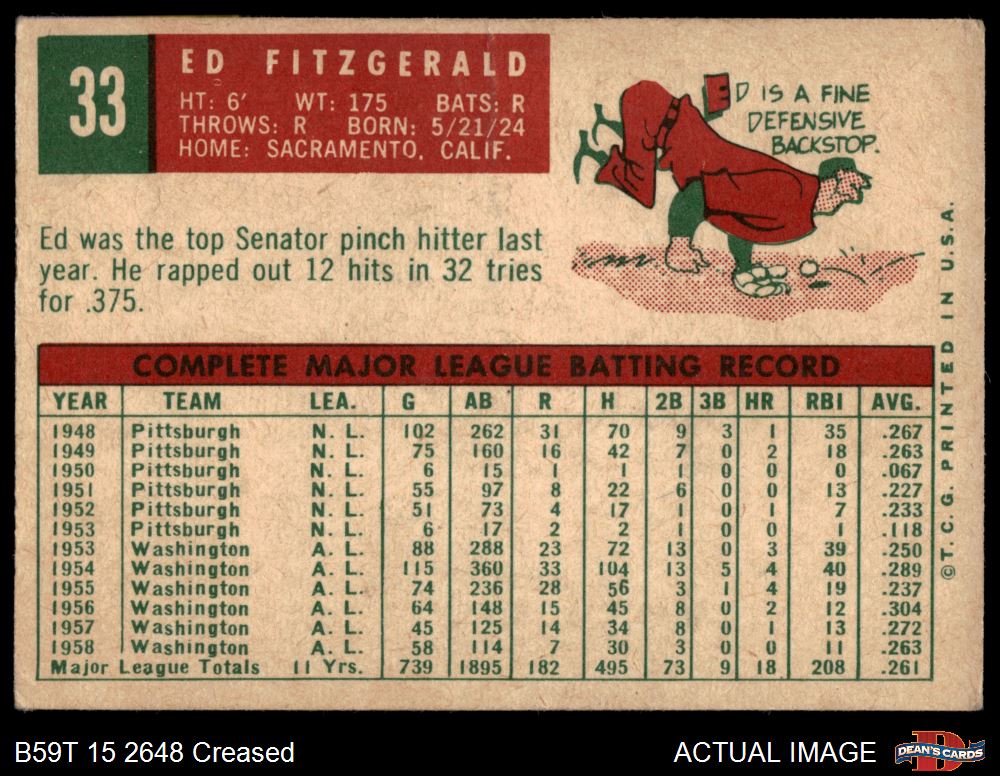 33
ED FITZGERALD
HT: 6' WT: 175 BATS: R
THROWS: R BORN: 5/21/24
HOME: SACRAMENTO, CALIF.
ED IS A FINE
DEFENSIVE
BACKSTOP.
Ed was the top Senator pinch hitter last
year. He rapped out 12 hits in 32 tries
for .375.
COMPLETE MAJOR LEAGUE BATTING RECORD
YEAR TEAM LEA. G AB R H 2B 3B HR RBI AVG.
1948 Pittsburgh N. L. 102 262 31 70 9 3 1 35 .267
1949 Pittsburgh N. L. 75 160 16 42 7 0 2 18 .263
1950 Pittsburgh N. L. 6 15 1 1 1 0 0 0 .067
1951 Pittsburgh N. L. 55 97 8 22 6 0 0 13 .227
1952 Pittsburgh N. L. 51 73 4 17 1 0 1 7 .233
1953 Pittsburgh N. L. 6 17 2 2 1 0 0 1 .118
1953 Washington A. L. 88 288 23 72 13 0 3 39 .250
1954 Washington A. L. 115 360 33 104 13 5 4 40 .289
1955 Washington A. L. 74 236 28 56 3 1 4 19 .237
1956 Washington A. L. 64 148 15 45 8 0 2 12 .304
1957 Washington A. L. 45 125 14 34 8 0 1 13 .272
1958 Washington A. L. 58 114 7 30 3 0 0 11 .263
Major League Totals 11 Yrs. 739 1895 182 495 73 9 18 208 .261
© T. C. G. PRINTED IN U.S.A.
B59T 15 2648 Creased
ACTUAL IMAGE
DEAN'S CARDS